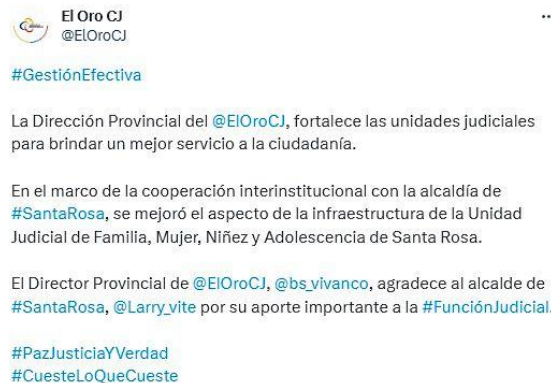 El Oro CJ
@ElOroCJ
#GestiónEfectiva
La Dirección Provincial del @ElOroCJ, fortalece las unidades judiciales
para brindar un mejor servicio a la ciudadanía.
En el marco de la cooperación interinstitucional con la alcaldía de
#SantaRosa, se mejoró el aspecto de la infraestructura de la Unidad
Judicial de Familia, Mujer, Niñez y Adolescencia de Santa Rosa.
El Director Provincial de @ElOroCJ, @bs_vivanco, agradece al alcalde de
#SantaRosa, @Larry_vite por su aporte importante a la #FunciónJudicial.
#PazJusticiaYVerdad
#CuesteLoQueCueste